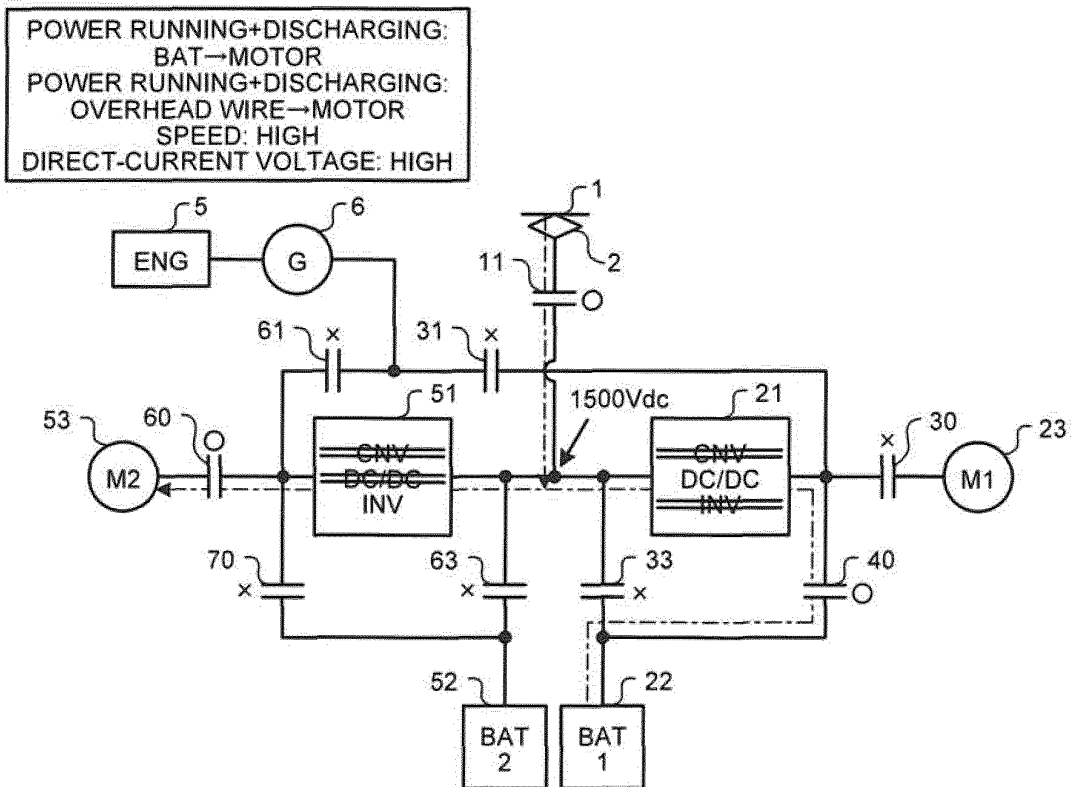 POWER RUNNING+DISCHARGING:
BAT→MOTOR
POWER RUNNING+DISCHARGING:
OVERHEAD WIRE→MOTOR
SPEED: HIGH
DIRECT-CURRENT VOLTAGE: HIGH
1
5
6
ENG
G
11
2
61
×
31
×
51
1500Vdc
21
53
60
30
×
23
M2
CNV
DC/DC
INV
CNV
DC/DC
INV
M1
70
×
63
×
33
×
40
52
22
BAT
2
BAT
1